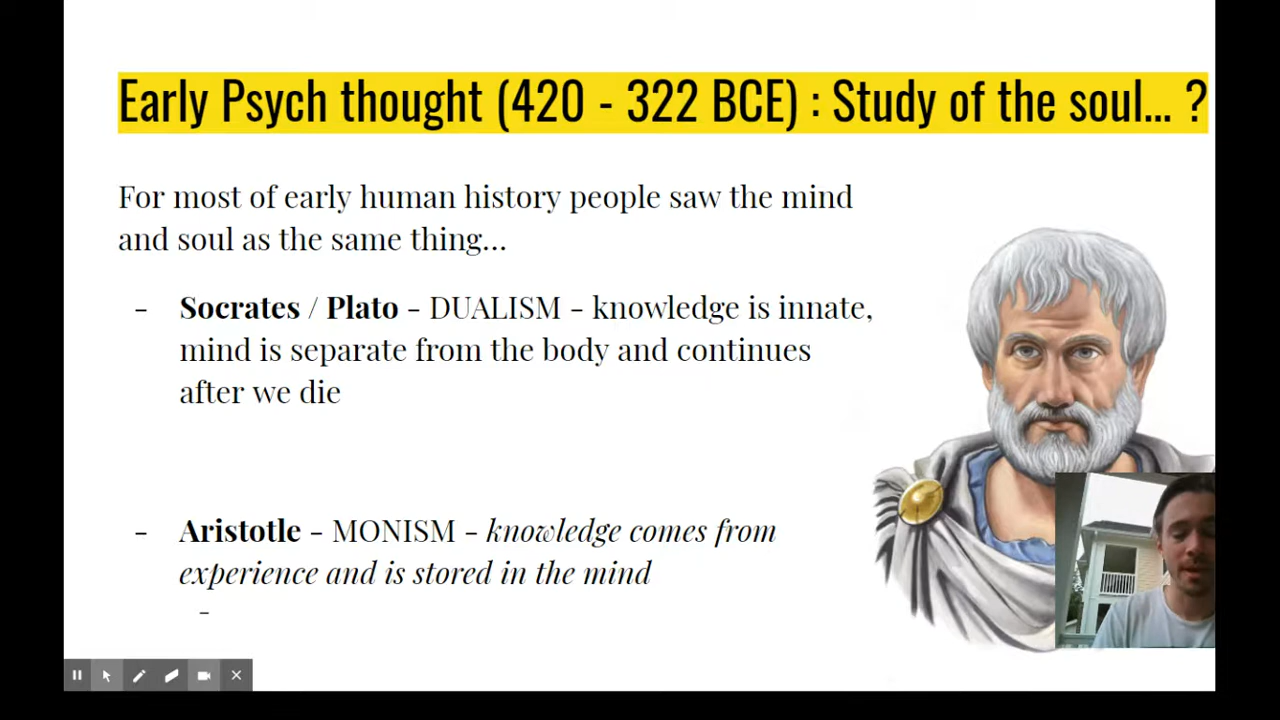 Early Psych thought (420 - 322 BCE) : Study of the soul... ?
For most of early human history people saw the mind
and soul as the same thing...
- Socrates / Plato - DUALISM - knowledge is innate,
mind is separate from the body and continues
after we die
- Aristotle - MONISM - knowledge comes from
experience and is stored in the mind
-